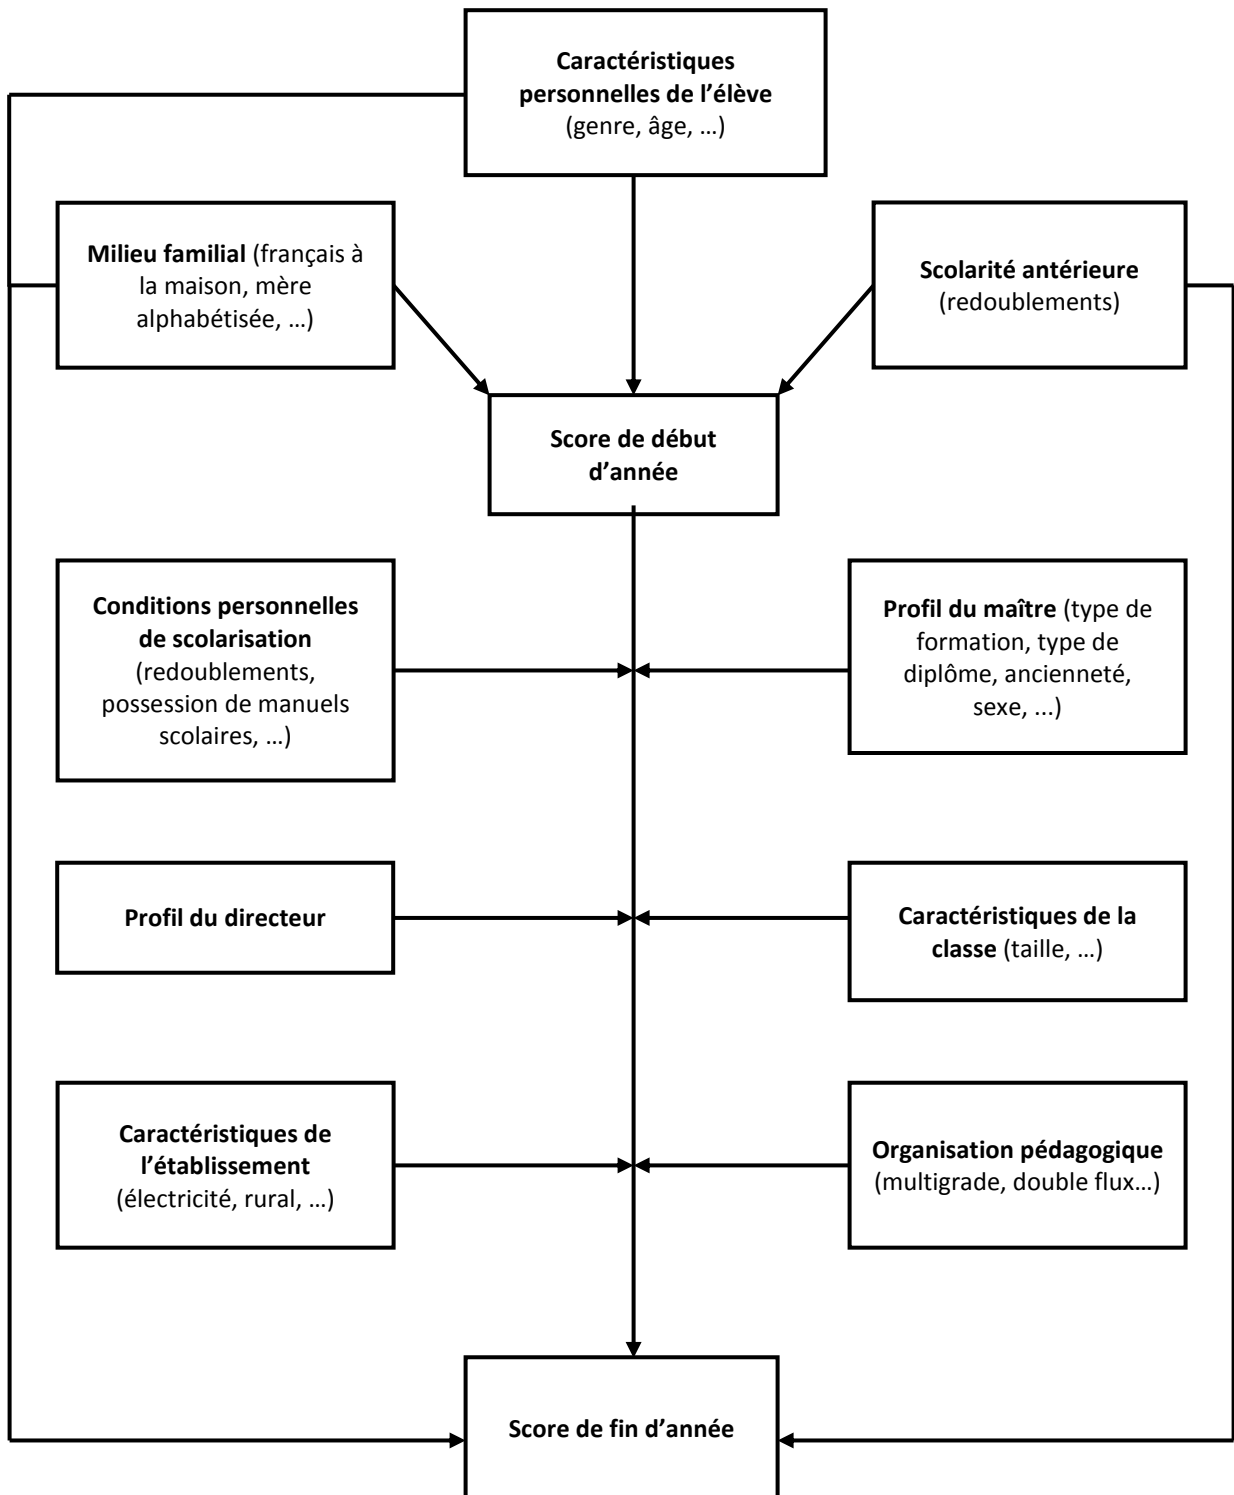 Caractéristiques
personnelles de l’élève
(genre, âge, …)
Milieu familial (français à
la maison, mère
alphabétisée, …)
Scolarité antérieure
(redoublements)
Score de début
d’année
Conditions personnelles
de scolarisation
(redoublements,
possession de manuels
scolaires, …)
Profil du maître (type de
formation, type de
diplôme, ancienneté,
sexe, ...)
Profil du directeur
Caractéristiques de la
classe (taille, …)
Caractéristiques de
l’établissement
(électricité, rural, …)
Organisation pédagogique
(multigrade, double flux…)
Score de fin d’année